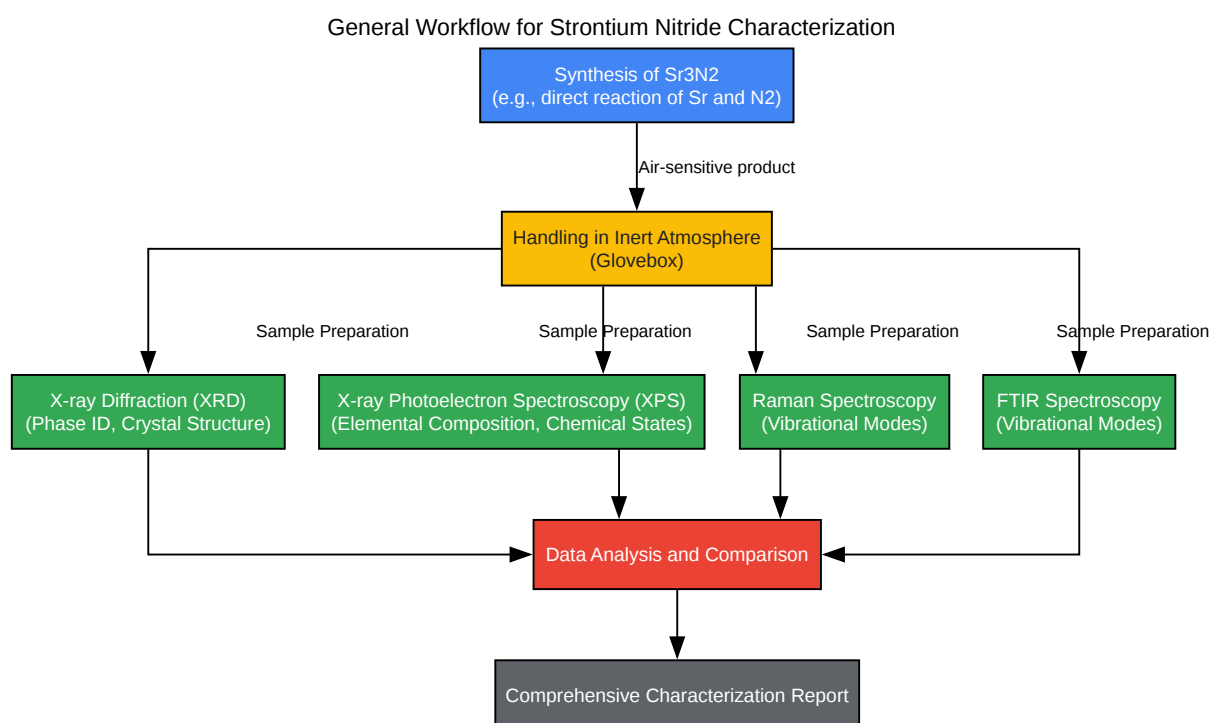 General Workflow for Strontium Nitride Characterization
Synthesis of Sr3N2
(e.g., direct reaction of Sr and N2)
Air-sensitive product
Handling in Inert Atmosphere
(Glovebox)
Sample Preparation
Sample Preparation
Sample Preparation
Sample Preparation
X-ray Diffraction (XRD)
(Phase ID, Crystal Structure)
X-ray Photoelectron Spectroscopy (XPS)
(Elemental Composition, Chemical States)
Raman Spectroscopy
(Vibrational Modes)
FTIR Spectroscopy
(Vibrational Modes)
Data Analysis and Comparison
Comprehensive Characterization Report